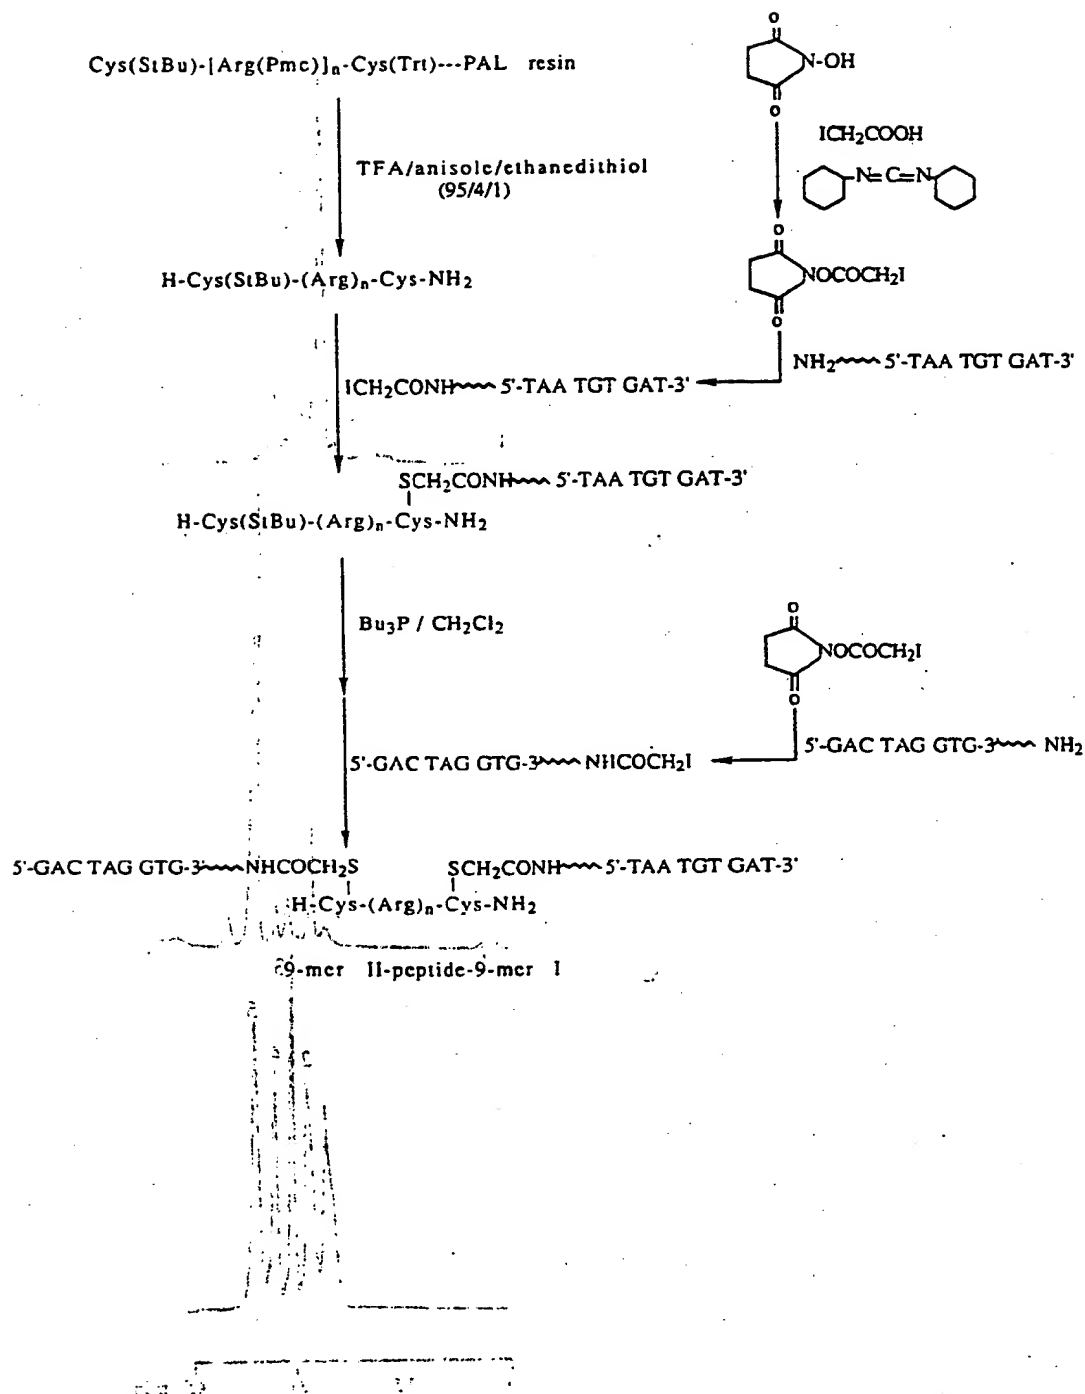 Cys(StBu)-[Arg(Pmc)]n-Cys(Trt)---PAL resin
O
N-OH
O
ICH2COOH
N=C=N
TFA/anisole/ethanedithiol
(95/4/1)
H-Cys(StBu)-(Arg)n-Cys-NH2
O
NOCOCH2I
O
NH2 5'-TAA TGT GAT-3'
ICH2CONH 5'-TAA TGT GAT-3'
SCH2CONH 5'-TAA TGT GAT-3'
H-Cys(StBu)-(Arg)n-Cys-NH2
Bu3P / CH2Cl2
O
NOCOCH2I
O
5'-GAC TAG GTG-3' NH2
5'-GAC TAG GTG-3' NHCOCH2I
5'-GAC TAG GTG-3' NHCOCH2S SCH2CONH 5'-TAA TGT GAT-3'
H-Cys-(Arg)n-Cys-NH2
9-mer II-peptide-9-mer I